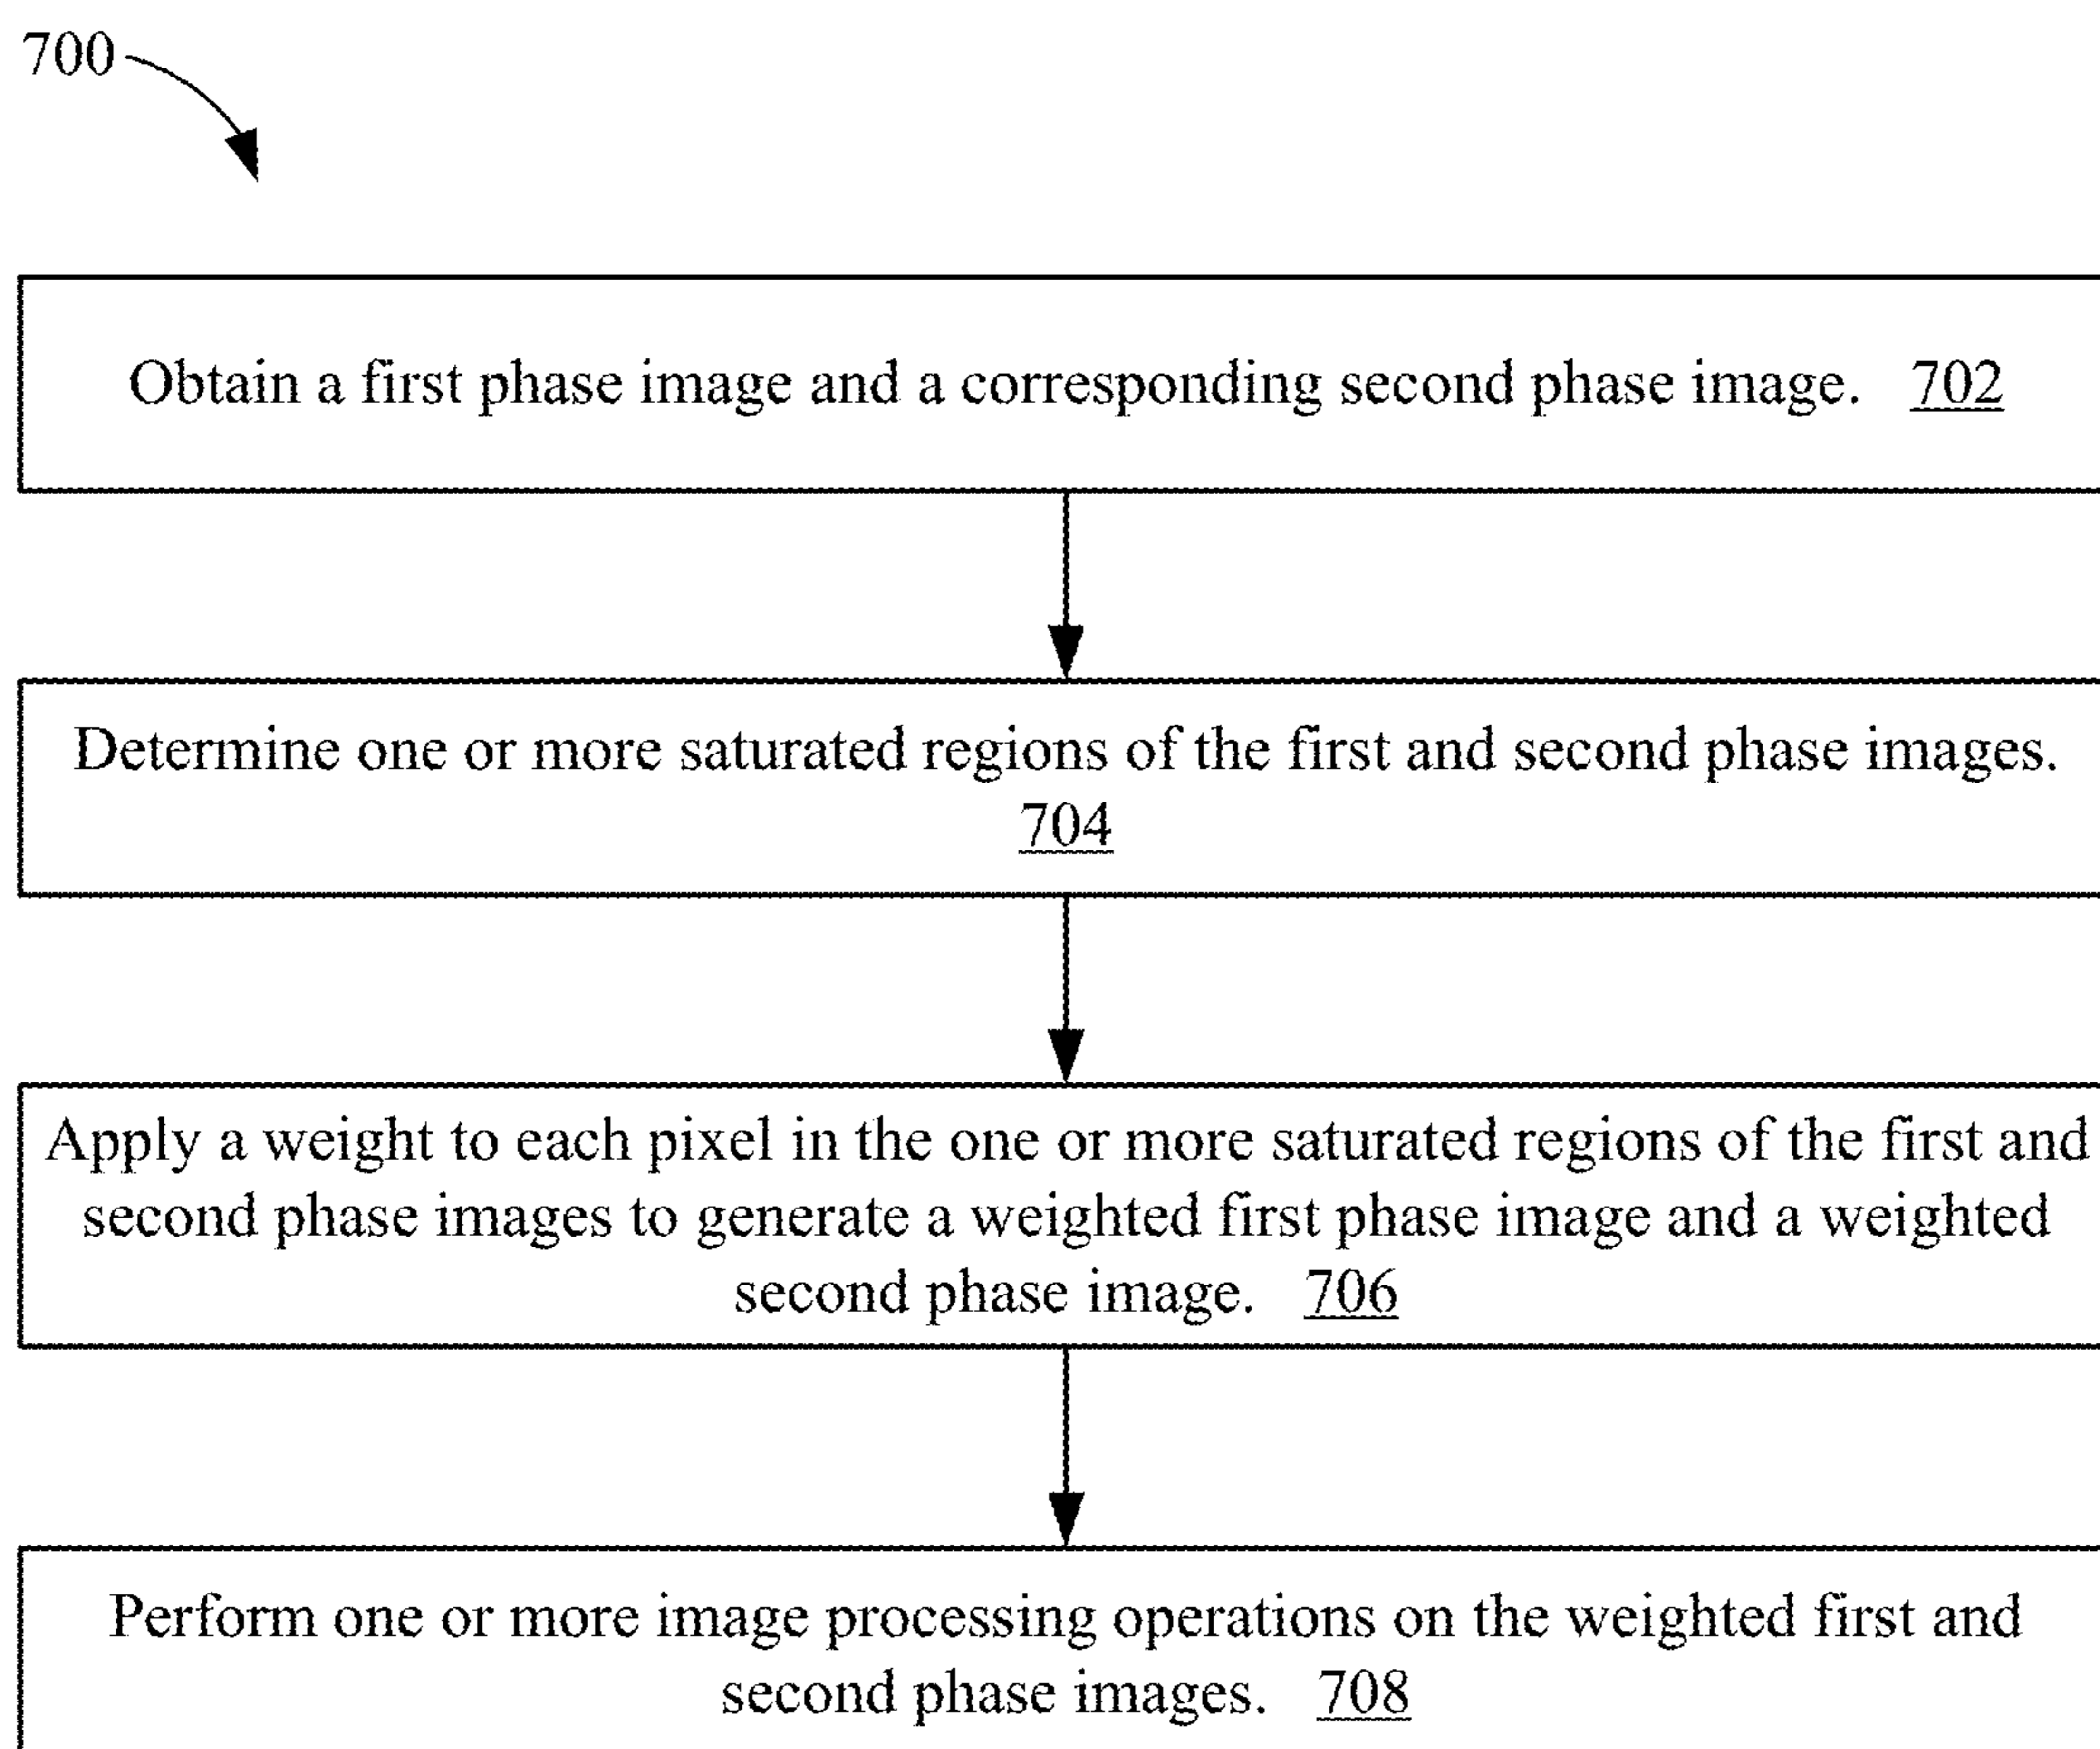 700
Obtain a first phase image and a corresponding second phase image. 702
Determine one or more saturated regions of the first and second phase images.
704
Apply a weight to each pixel in the one or more saturated regions of the first and
second phase images to generate a weighted first phase image and a weighted
second phase image. 706
Perform one or more image processing operations on the weighted first and
second phase images. 708